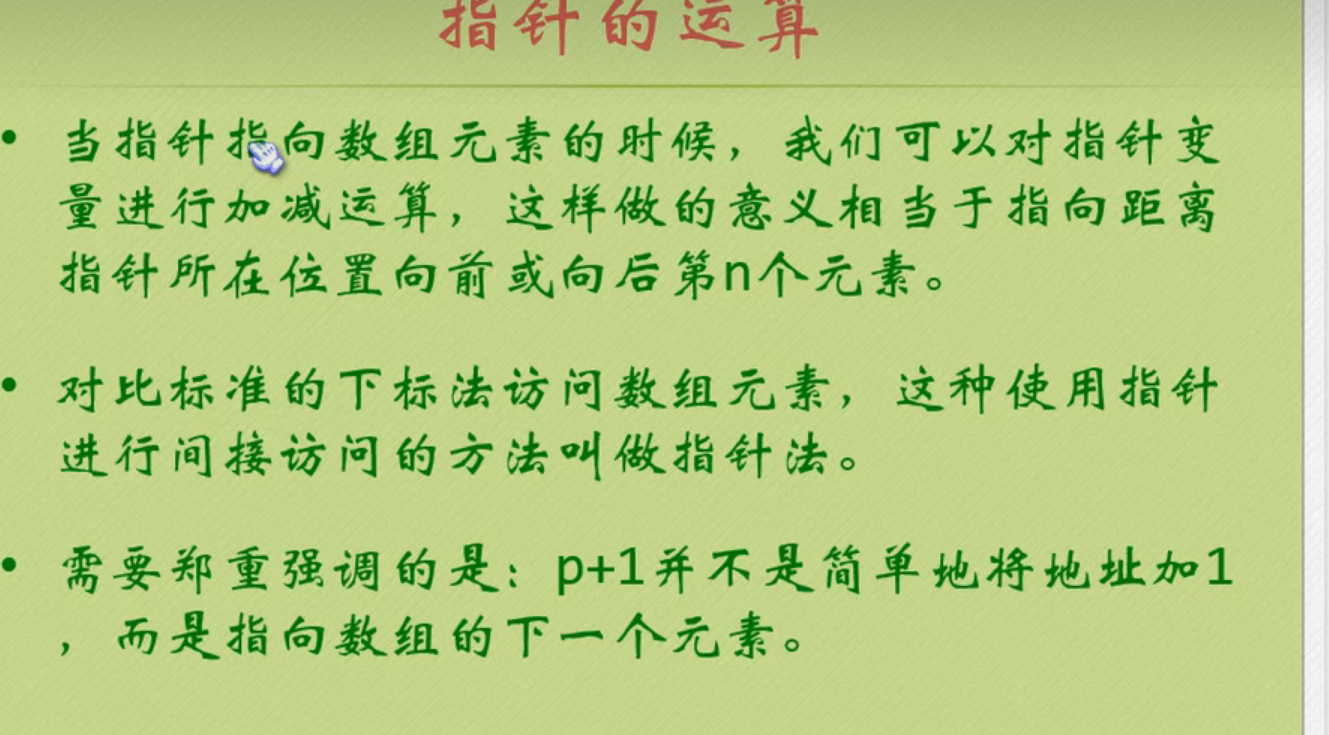 指针的运算
• 当指针指向数组元素的时候，我们可以对指针变
量进行加减运算，这样做的意义相当于指向距离
指针所在位置向前或向后第n个元素。
• 对比标准的下标法访问数组元素，这种使用指针
进行间接访问的方法叫做指针法。
• 需要郑重强调的是：p+1并不是简单地将地址加1
，而是指向数组的下一个元素。